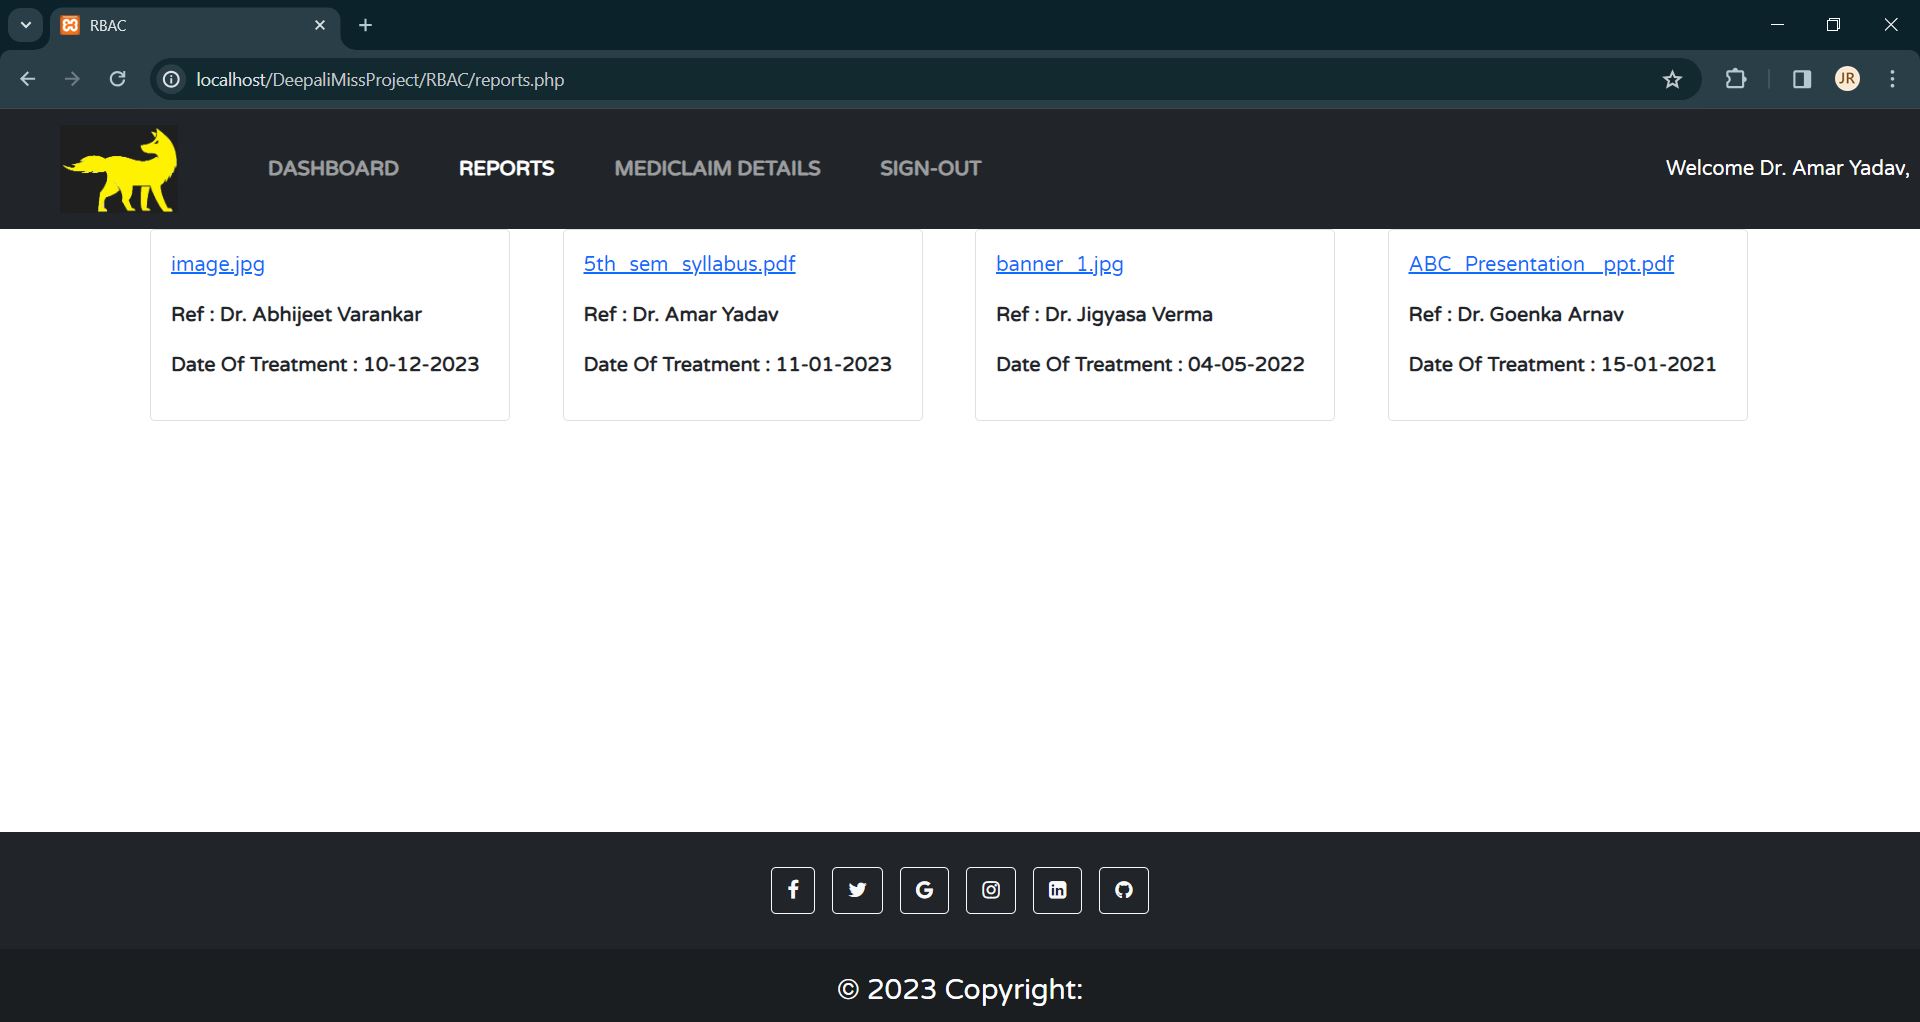 RBAC
localhost/DeepaliMissProject/RBAC/reports.php
JR
DASHBOARD REPORTS MEDICLAIM DETAILS SIGN-OUT Welcome Dr. Amar Yadav,
image.jpg
Ref : Dr. Abhijeet Varankar
Date Of Treatment : 10-12-2023
5th_sem_syllabus.pdf
Ref : Dr. Amar Yadav
Date Of Treatment : 11-01-2023
banner_1.jpg
Ref : Dr. Jigyasa Verma
Date Of Treatment : 04-05-2022
ABC_Presentation__ppt.pdf
Ref : Dr. Goenka Arnav
Date Of Treatment : 15-01-2021
© 2023 Copyright: